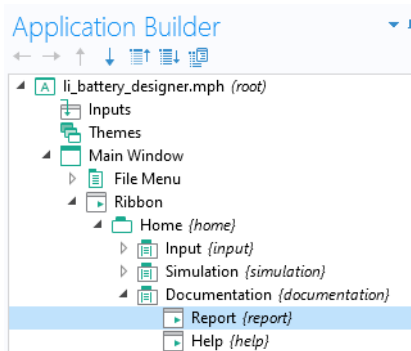 Application Builder
li_battery_designer.mph (root)
Inputs
Themes
Main Window
File Menu
Ribbon
Home {home}
Input {input}
Simulation {simulation}
Documentation {documentation}
Report {report}
Help {help}